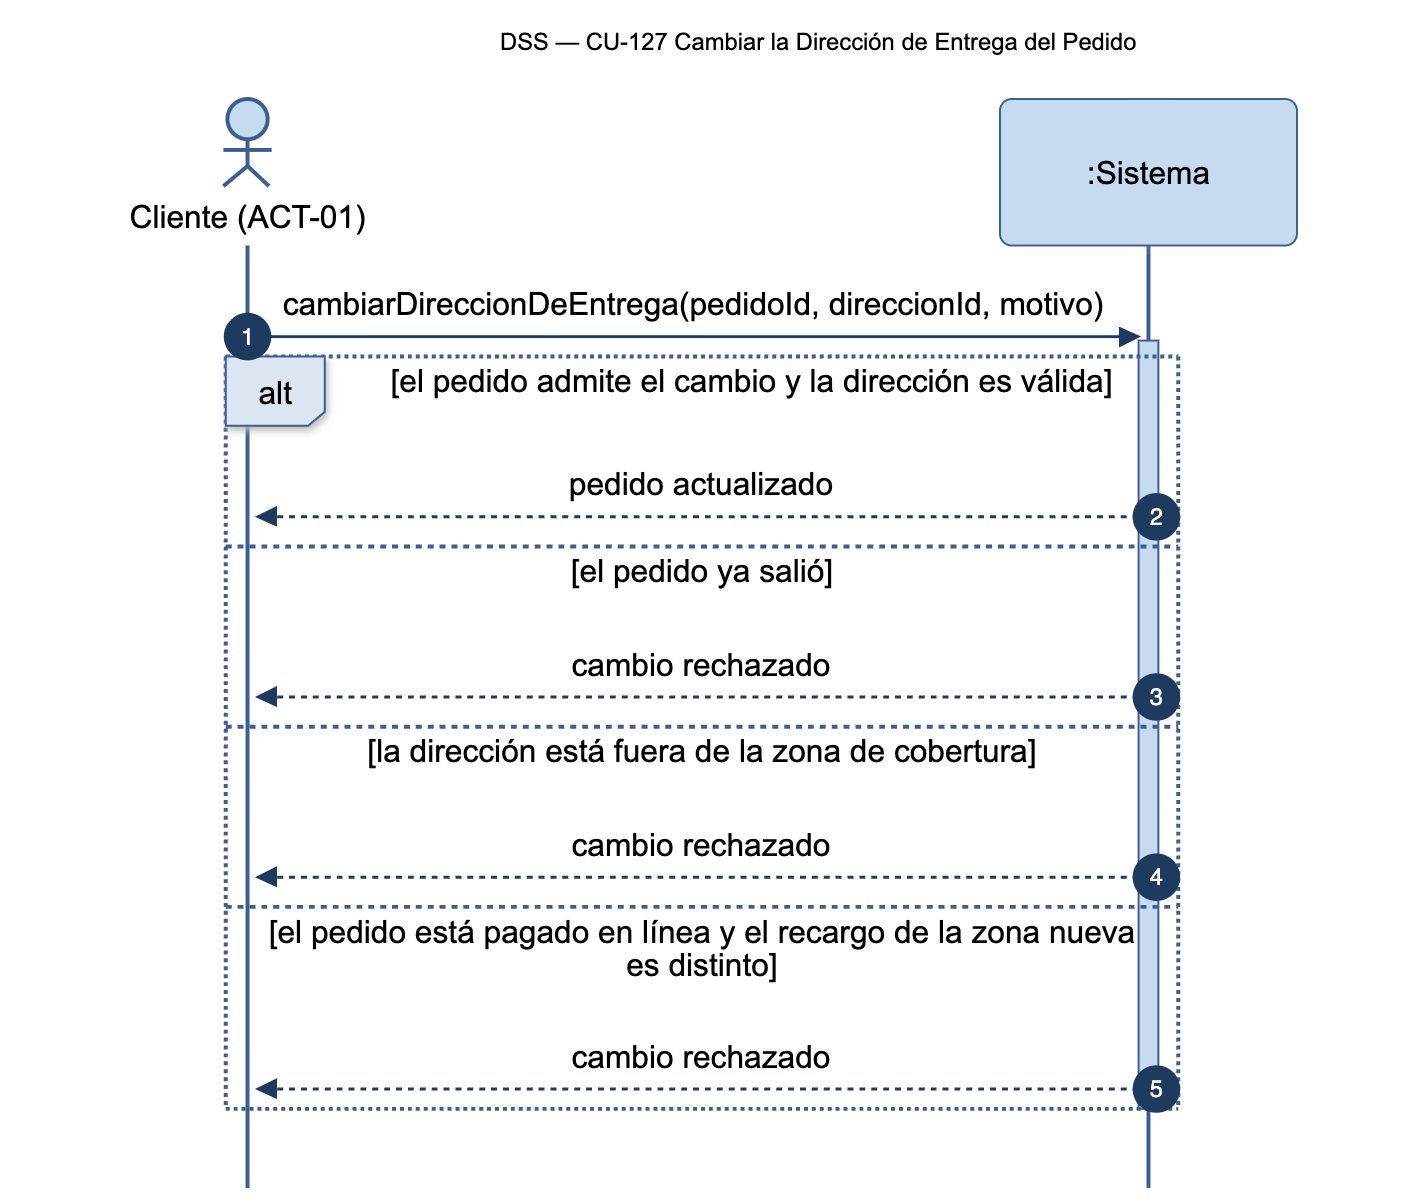 DSS — CU-127 Cambiar la Dirección de Entrega del Pedido
Cliente (ACT-01)
:Sistema
cambiarDireccionDeEntrega(pedidoId, direccionId, motivo)
1
alt
[el pedido admite el cambio y la dirección es válida]
pedido actualizado
2
[el pedido ya salió]
cambio rechazado
3
[la dirección está fuera de la zona de cobertura]
cambio rechazado
4
[el pedido está pagado en línea y el recargo de la zona nueva
es distinto]
cambio rechazado
5